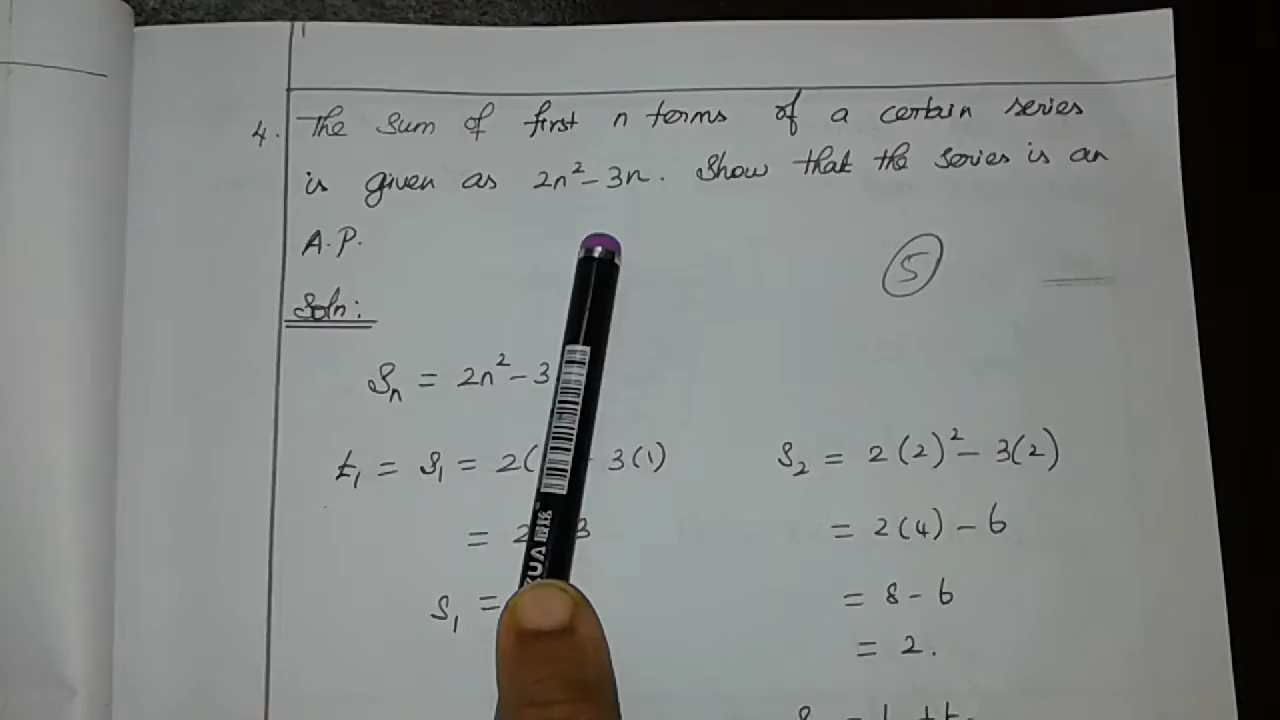 4. The Sum of first n terms of a certain series
is given as 2n² - 3n. Show that the series is an
A.P.
5
Soln:
Sn = 2n² - 3
t₁ = S₁ = 2( - 3(1)
= 2 3
S₁ =
S₂ = 2(2)² - 3(2)
= 2(4) - 6
= 8 - 6
= 2.